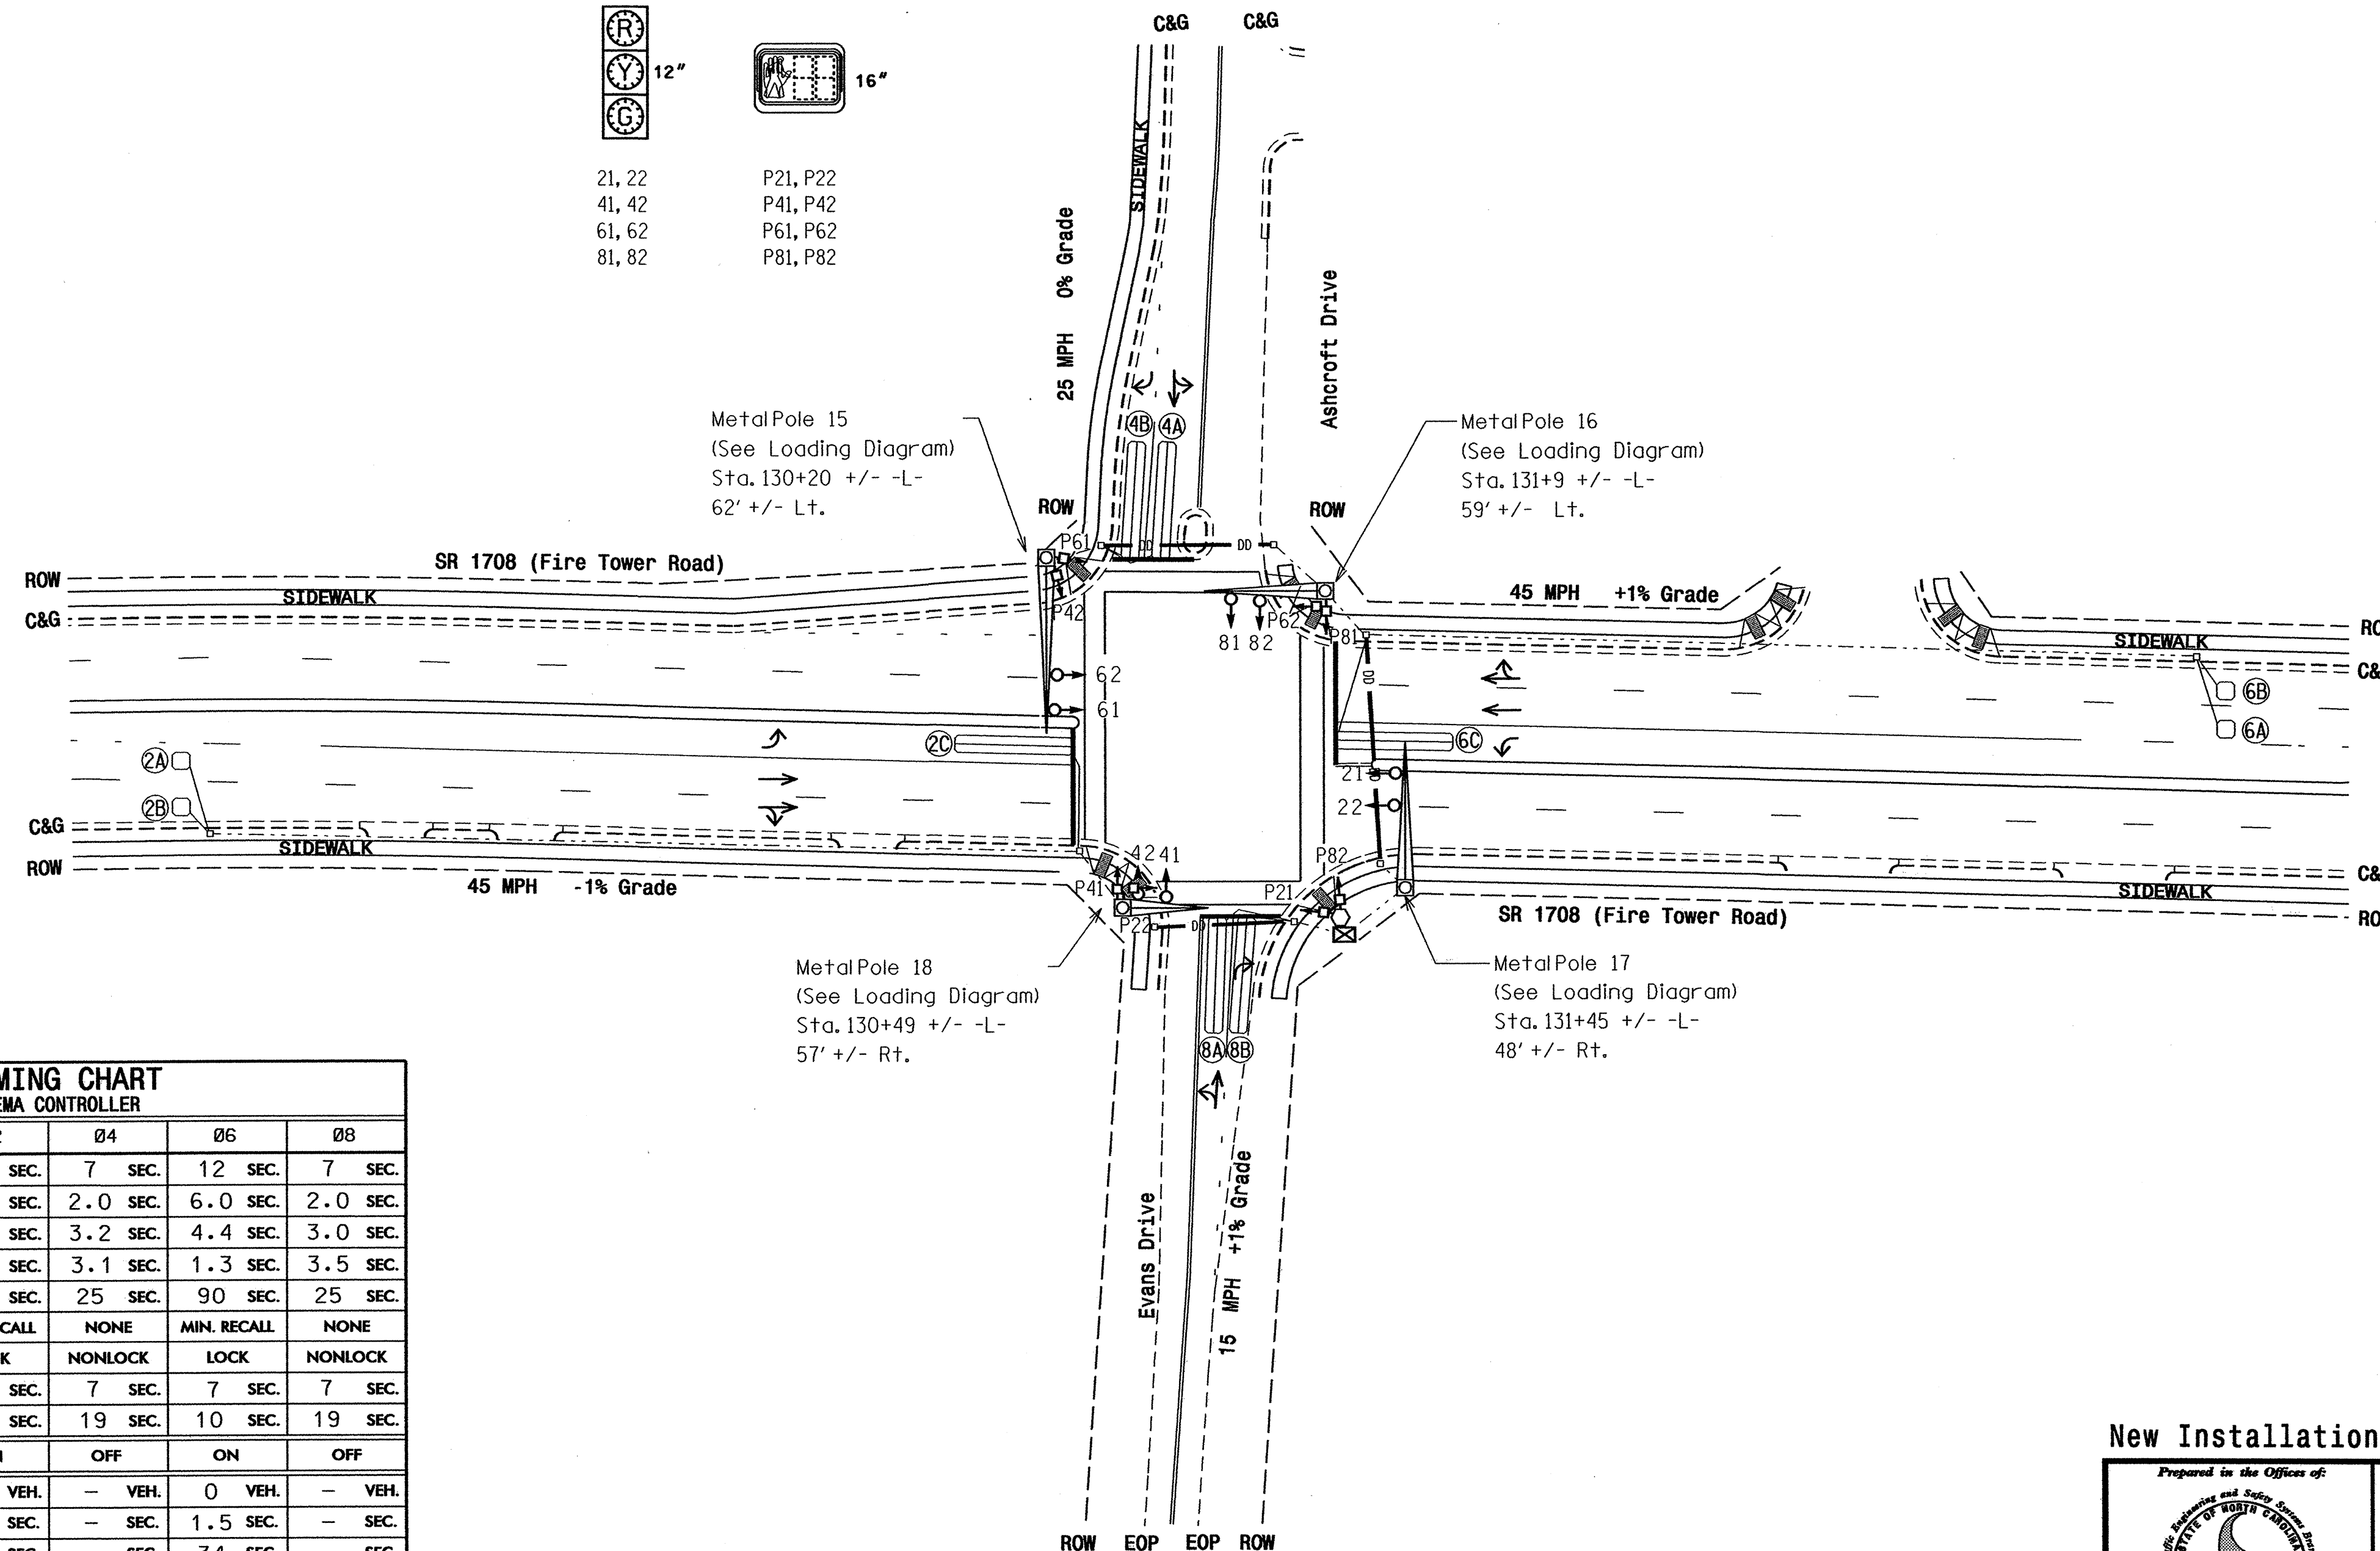 C&G C&G
R
Y 12"
G
16"
21, 22 P21, P22
41, 42 P41, P42
61, 62 P61, P62
81, 82 P81, P82
SIDEWALK
25 MPH 0% Grade
Ashcroft Drive
4B 4A
Metal Pole 15
(See Loading Diagram)
Sta. 130+20 +/- -L-
62' +/- Lt.
Metal Pole 16
(See Loading Diagram)
Sta. 131+9 +/- -L-
59' +/- Lt.
ROW
ROW
P61
DD
DD
SR 1708 (Fire Tower Road)
ROW
SIDEWALK
C&G
P42
81 82
P62
P81
45 MPH +1% Grade
SIDEWALK
62
61
DD
6B
6A
2C
6C
2A
2B
21
22
C&G
SIDEWALK
ROW
45 MPH -1% Grade
42 41
P41
P22
P82
P21
DD
SIDEWALK
SR 1708 (Fire Tower Road)
Metal Pole 18
(See Loading Diagram)
Sta. 130+49 +/- -L-
57' +/- Rt.
Metal Pole 17
(See Loading Diagram)
Sta. 131+45 +/- -L-
48' +/- Rt.
8A 8B
Evans Drive
15 MPH +1% Grade
ROW EOP EOP ROW
MING CHART
EMA CONTROLLER
Ø4 Ø6 Ø8
SEC. 7 SEC. 12 SEC. 7 SEC.
SEC. 2.0 SEC. 6.0 SEC. 2.0 SEC.
SEC. 3.2 SEC. 4.4 SEC. 3.0 SEC.
SEC. 3.1 SEC. 1.3 SEC. 3.5 SEC.
SEC. 25 SEC. 90 SEC. 25 SEC.
CALL NONE MIN. RECALL NONE
K NONLOCK LOCK NONLOCK
SEC. 7 SEC. 7 SEC. 7 SEC.
SEC. 19 SEC. 10 SEC. 19 SEC.
OFF ON OFF
VEH. – VEH. 0 VEH. – VEH.
SEC. – SEC. 1.5 SEC. – SEC.
New Installation
Prepared in the Offices of:
STATE OF NORTH CAROLINA